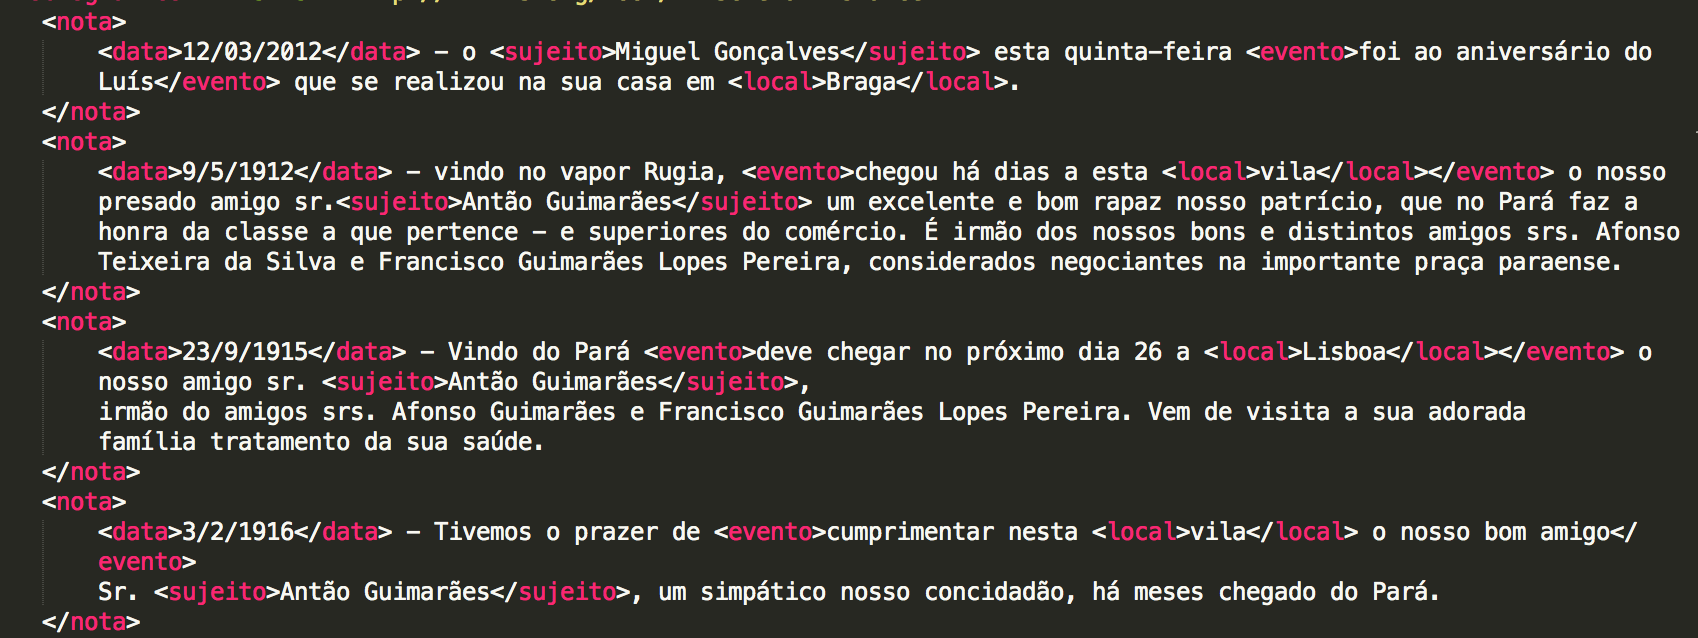 <nota>
<data>12/03/2012</data> – o <sujeito>Miguel Gonçalves</sujeito> esta quinta-feira <evento>foi ao aniversário do
Luís</evento> que se realizou na sua casa em <local>Braga</local>.
</nota>
<nota>
<data>9/5/1912</data> – vindo no vapor Rugia, <evento>chegou há dias a esta <local>vila</local></evento> o nosso
presado amigo sr.<sujeito>Antão Guimarães</sujeito> um excelente e bom rapaz nosso patrício, que no Pará faz a
honra da classe a que pertence – e superiores do comércio. É irmão dos nossos bons e distintos amigos srs. Afonso
Teixeira da Silva e Francisco Guimarães Lopes Pereira, considerados negociantes na importante praça paraense.
</nota>
<nota>
<data>23/9/1915</data> – Vindo do Pará <evento>deve chegar no próximo dia 26 a <local>Lisboa</local></evento> o
nosso amigo sr. <sujeito>Antão Guimarães</sujeito>,
irmão do amigos srs. Afonso Guimarães e Francisco Guimarães Lopes Pereira. Vem de visita a sua adorada
família tratamento da sua saúde.
</nota>
<nota>
<data>3/2/1916</data> – Tivemos o prazer de <evento>cumprimentar nesta <local>vila</local> o nosso bom amigo</
evento>
Sr. <sujeito>Antão Guimarães</sujeito>, um simpático nosso concidadão, há meses chegado do Pará.
</nota>